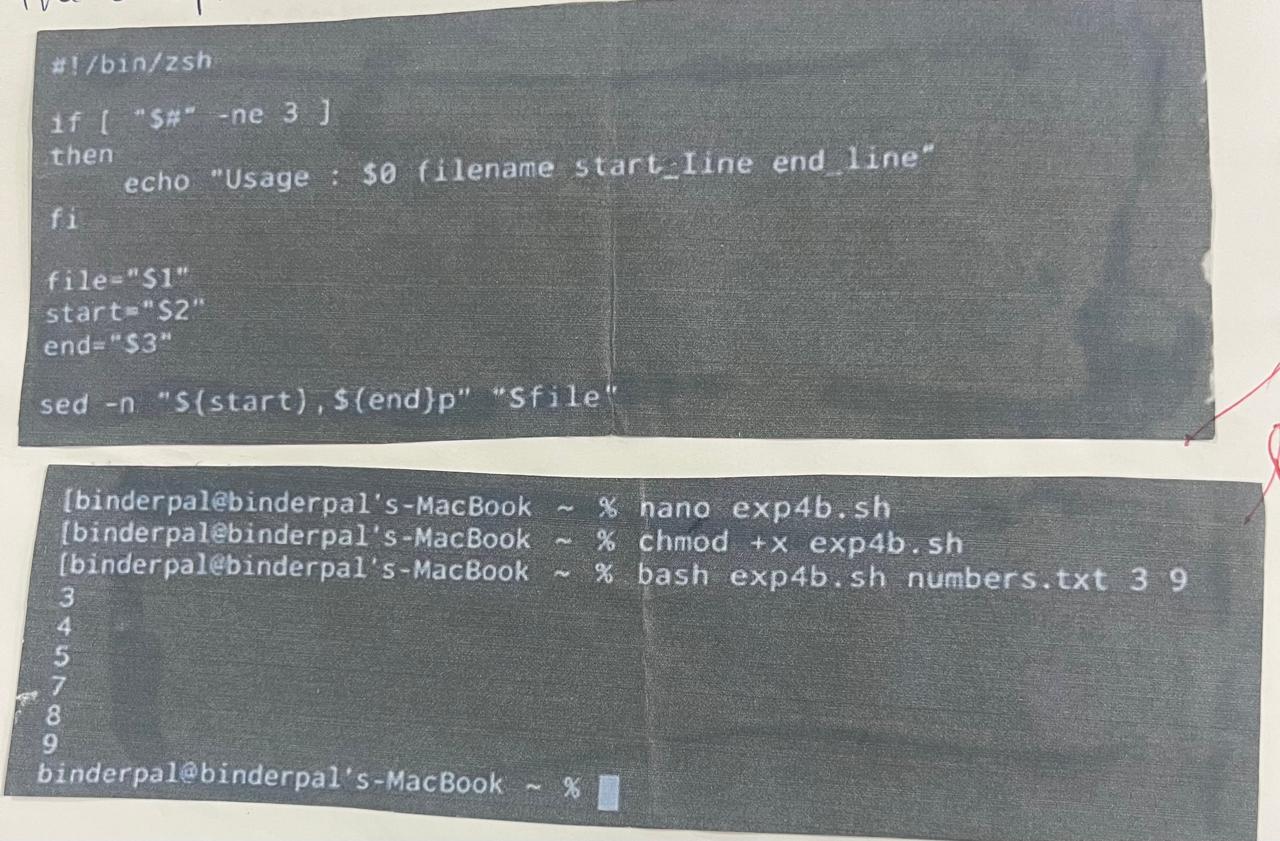 #!/bin/zsh
if [ "$#" -ne 3 ]
then
echo "Usage : $0 (ilename start_Iine end_line"
fi
file="$1"
start="$2"
end="$3"
sed -n "$(start),$(end}p" "$file"
[binderpal@binderpal's-MacBook ~ % nano exp4b.sh
[binderpal@binderpal's-MacBook ~ % chmod +x exp4b.sh
[binderpal@binderpal's-MacBook ~ % bash exp4b.sh numbers.txt 3 9
3
4
5
7
8
9
binderpal@binderpal's-MacBook ~ %